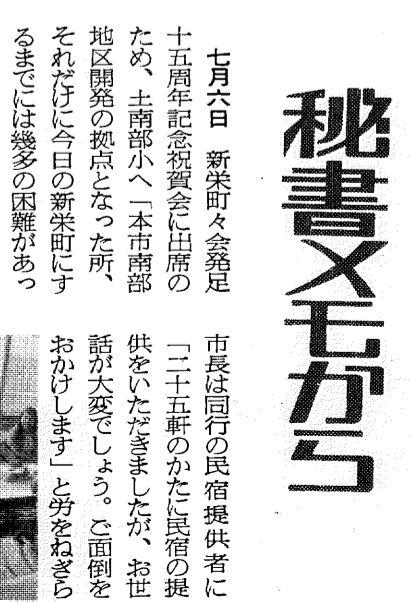 秘書メモから
七月六日　新栄町々会発足
十五周年記念祝賀会に出席の
ため、土南部小へ「本市南部
地区開発の拠点となった所、
それだけに今日の新栄町にす
るまでには幾多の困難があっ
市長は同行の民宿提供者に
「二十五軒のかたに民宿の提
供をいただきましたが、お世
話が大変でしょう。ご面倒を
おかけします」と労をねぎら